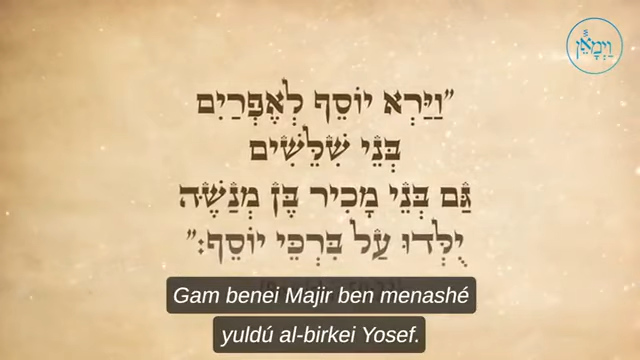 וַיְמָאֵן
״וַיַּרְא יוֹסֵף לְאֶפְרַיִם
בְּנֵי שִׁלֵּשִׁים
גַּם בְּנֵי מָכִיר בֶּן מְנַשֶּׁה
יֻלְּדוּ עַל בִּרְכֵּי יוֹסֵף:״
Gam benei Majir ben menashé
yuldú al-birkei Yosef.